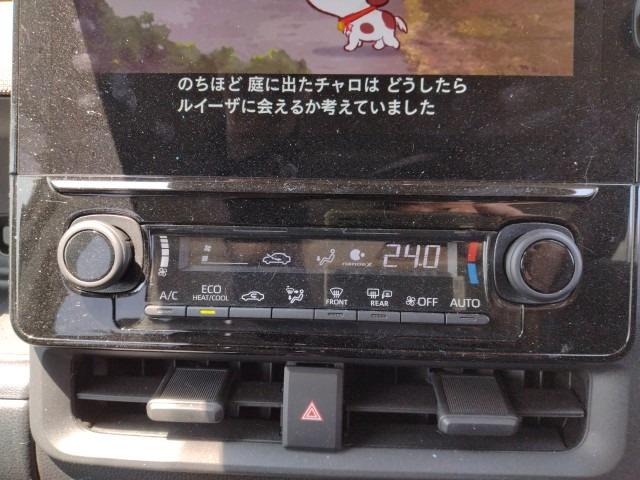 のちほど 庭に出たチャロは どうしたら
ルイーザに会えるか考えていました
nanoe X 24.0
A/C ECO HEAT/COOL FRONT REAR OFF AUTO